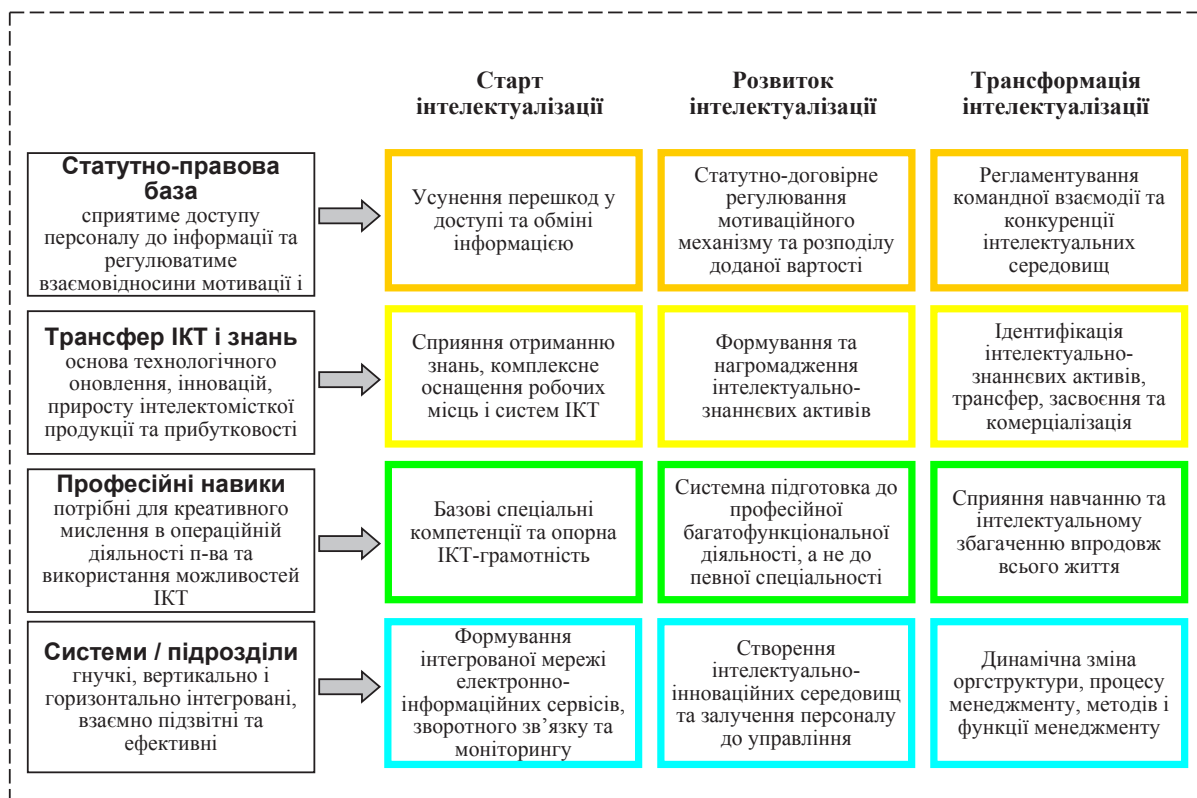 Старт
інтелектуалізації
Розвиток
інтелектуалізації
Трансформація
інтелектуалізації
Статутно-правова
база
сприятиме доступу
персоналу до інформації та
регулюватиме
взаємовідносини мотивації і
Усунення перешкод у
доступі та обміні
інформацією
Статутно-договірне
регулювання
мотиваційного
механізму та розподілу
доданої вартості
Регламентування
командної взаємодії та
конкуренції
інтелектуальних
середовищ
Трансфер ІКТ і знань
основа технологічного
оновлення, інновацій,
приросту інтелектомісткої
продукції та прибутковості
Сприяння отриманню
знань, комплексне
оснащення робочих
місць і систем ІКТ
Формування та
нагромадження
інтелектуально-
знаннєвих активів
Ідентифікація
інтелектуально-
знаннєвих активів,
трансфер, засвоєння та
комерціалізація
Професійні навики
потрібні для креативного
мислення в операційній
діяльності п-ва та
використання можливостей
ІКТ
Базові спеціальні
компетенції та опорна
ІКТ-грамотність
Системна підготовка до
професійної
багатофункціональної
діяльності, а не до
певної спеціальності
Сприяння навчанню та
інтелектуальному
збагаченню впродовж
всього життя
Системи / підрозділи
гнучкі, вертикально і
горизонтально інтегровані,
взаємно підзвітні та
ефективні
Формування
інтегрованої мережі
електронно-
інформаційних сервісів,
зворотного зв’язку та
моніторингу
Створення
інтелектуально-
інноваційних середовищ
та залучення персоналу
до управління
Динамічна зміна
оргструктури, процесу
менеджменту, методів і
функції менеджменту